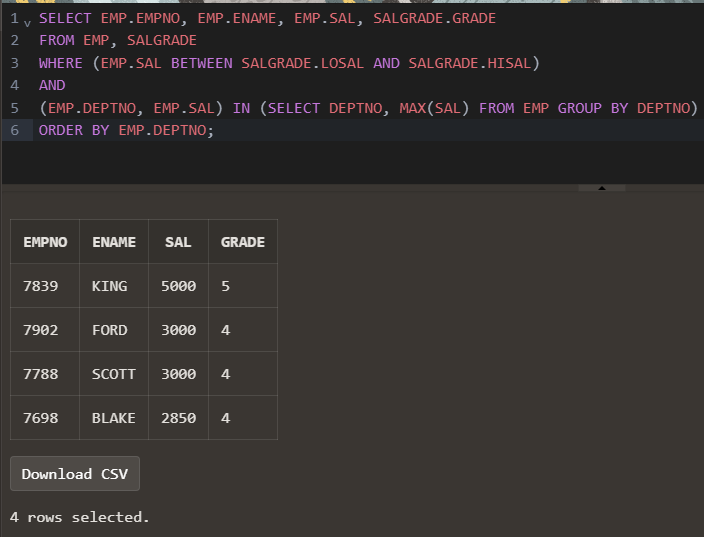 1 v SELECT EMP.EMPNO, EMP.ENAME, EMP.SAL, SALGRADE.GRADE
2 FROM EMP, SALGRADE
3 WHERE (EMP.SAL BETWEEN SALGRADE.LOSAL AND SALGRADE.HISAL)
4 AND
5 (EMP.DEPTNO, EMP.SAL) IN (SELECT DEPTNO, MAX(SAL) FROM EMP GROUP BY DEPTNO)
6 ORDER BY EMP.DEPTNO;
EMPNO ENAME SAL GRADE
7839 KING 5000 5
7902 FORD 3000 4
7788 SCOTT 3000 4
7698 BLAKE 2850 4
Download CSV
4 rows selected.